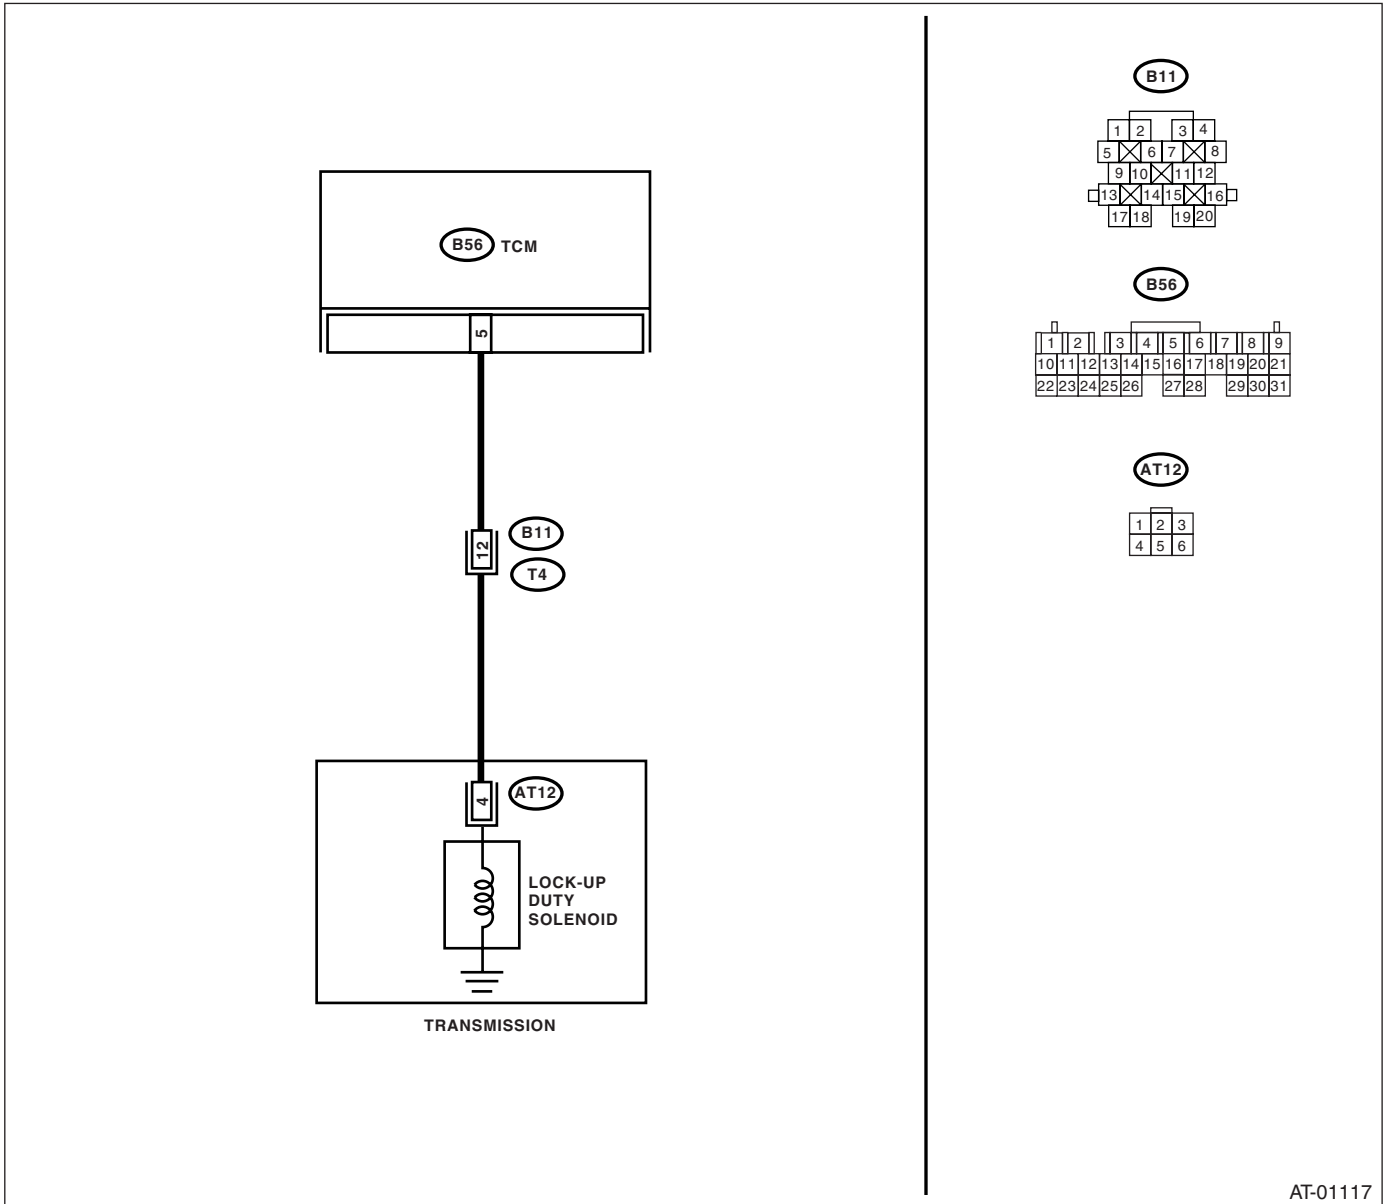 B56 TCM
5
12
B11
T4
4
AT12
LOCK-UP
DUTY
SOLENOID
TRANSMISSION
B11
1 2 3 4
5 6 7 8
9 10 11 12
13 14 15 16
17 18 19 20
B56
1 2 3 4 5 6 7 8 9
10 11 12 13 14 15 16 17 18 19 20 21
22 23 24 25 26 27 28 29 30 31
AT12
1 2 3
4 5 6
AT-01117